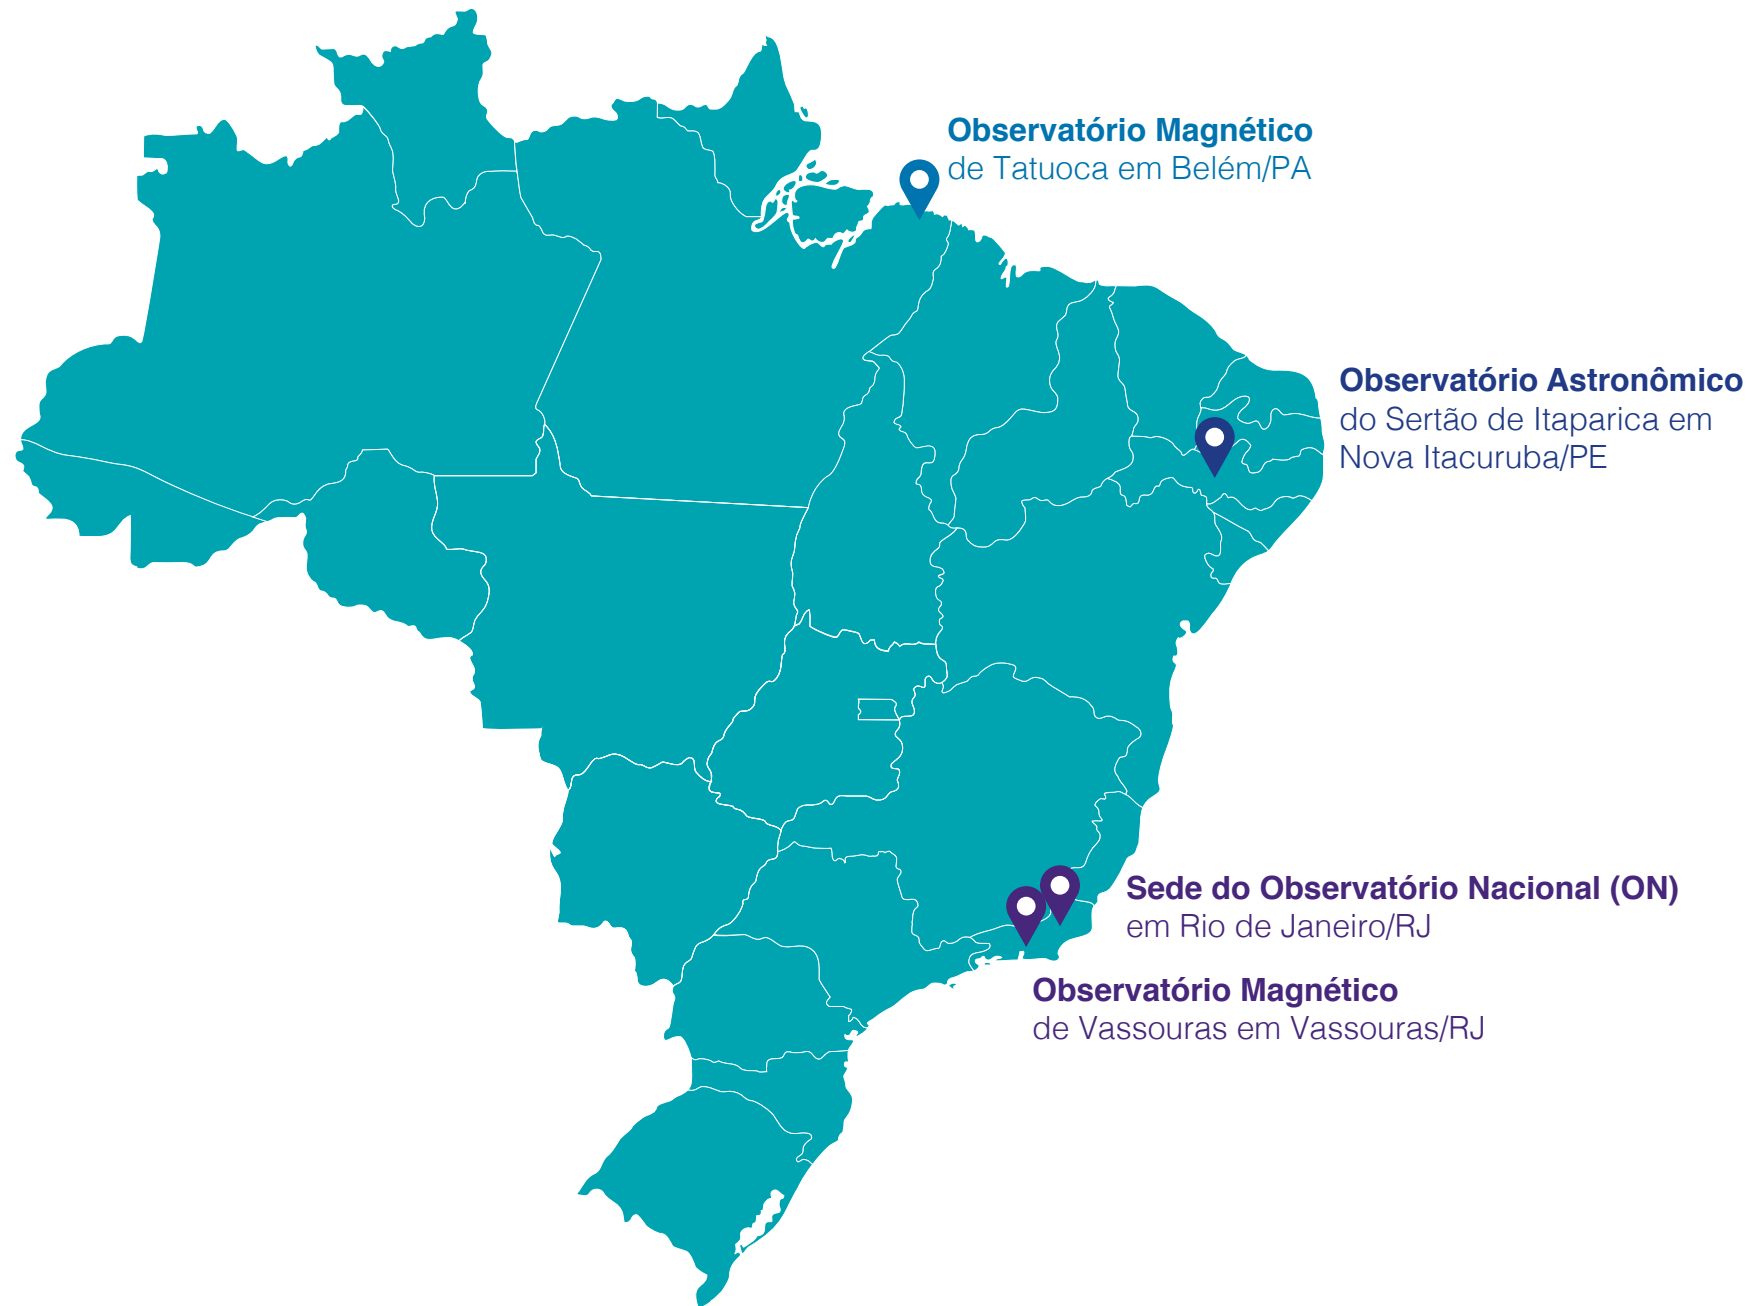 Observatório Magnético
de Tatuoca em Belém/PA
Observatório Astronômico
do Sertão de Itaparica em
Nova Itacuruba/PE
Sede do Observatório Nacional (ON)
em Rio de Janeiro/RJ
Observatório Magnético
de Vassouras em Vassouras/RJ